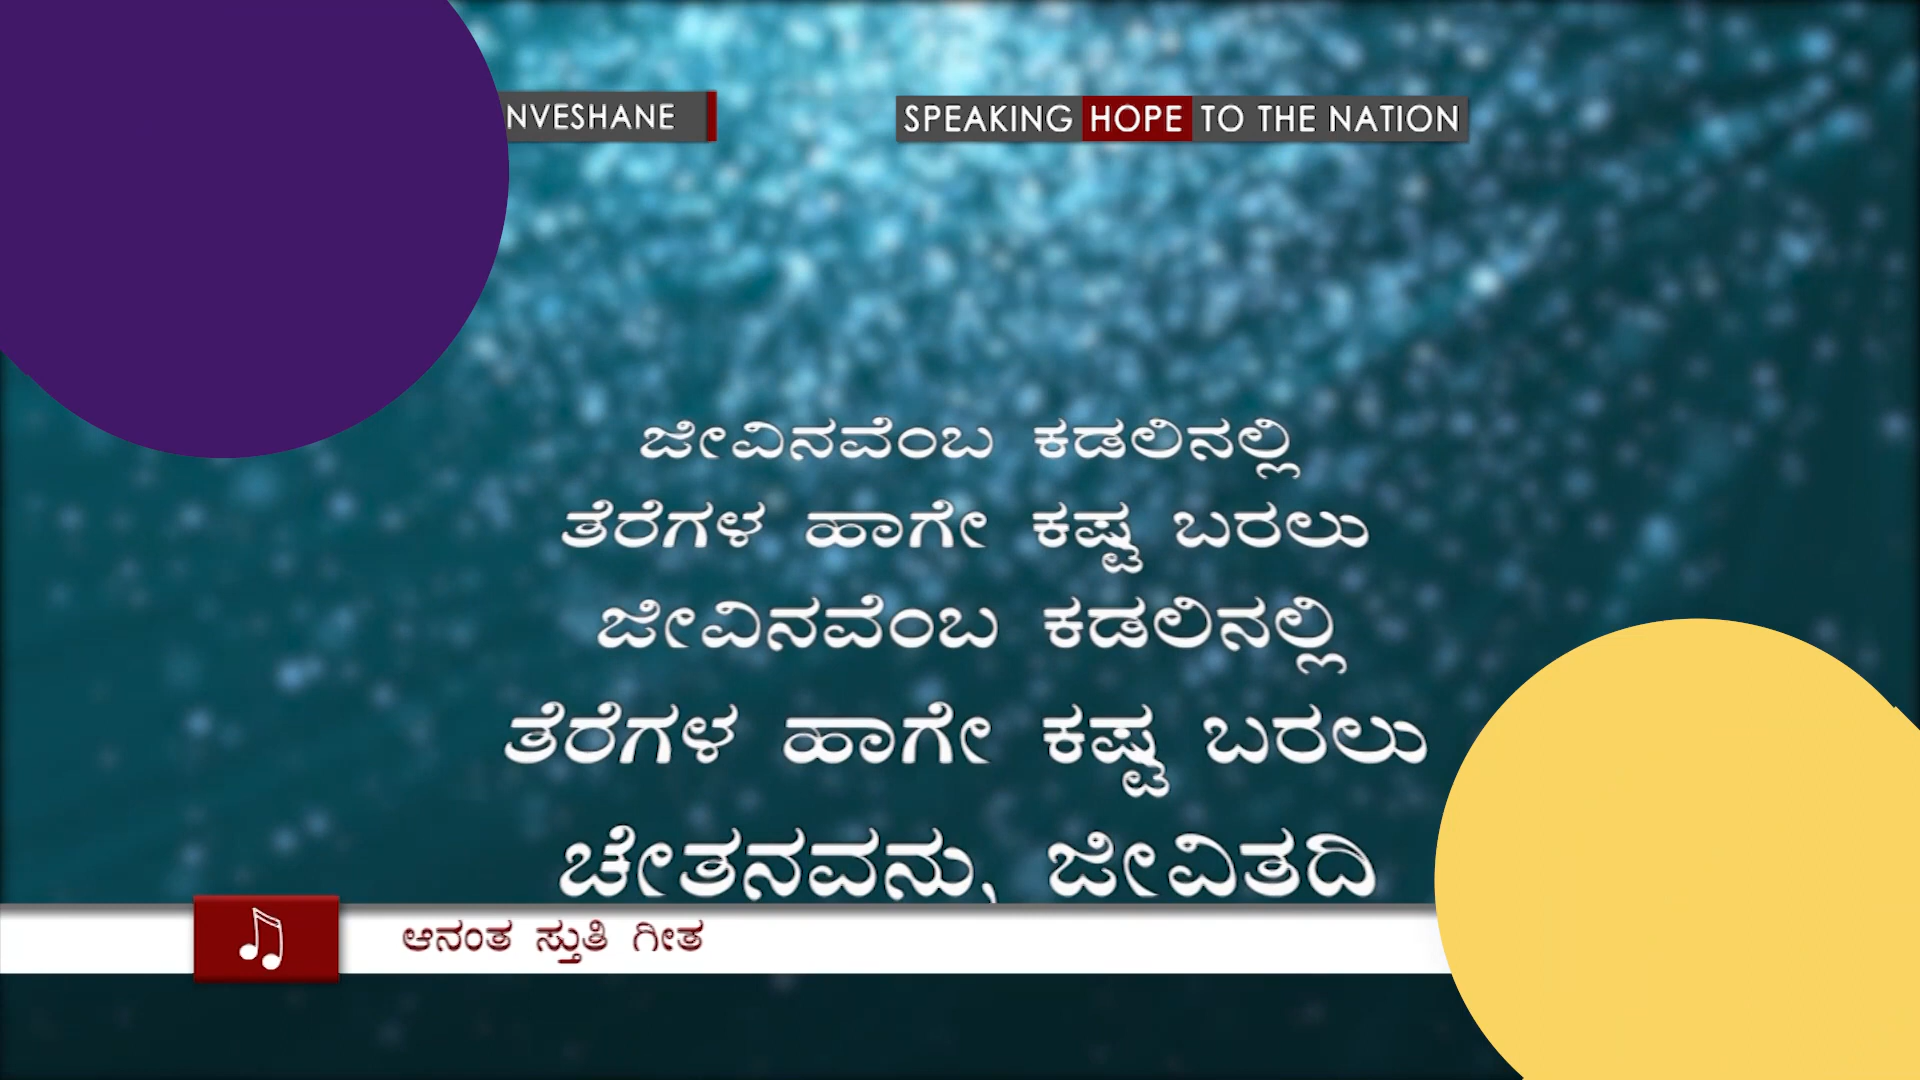 NVESHANE
SPEAKING HOPE TO THE NATION
ಜೀವಿನವೆಂಬ ಕಡಲಿನಲ್ಲಿ
ತೆರೆಗಳ ಹಾಗೇ ಕಷ್ಟ ಬರಲು
ಜೀವಿನವೆಂಬ ಕಡಲಿನಲ್ಲಿ
ತೆರೆಗಳ ಹಾಗೇ ಕಷ್ಟ ಬರಲು
ಚೇತನವನು, ಜೀವಿತದಿ
ಆನಂತ ಸ್ತುತಿ ಗೀತ